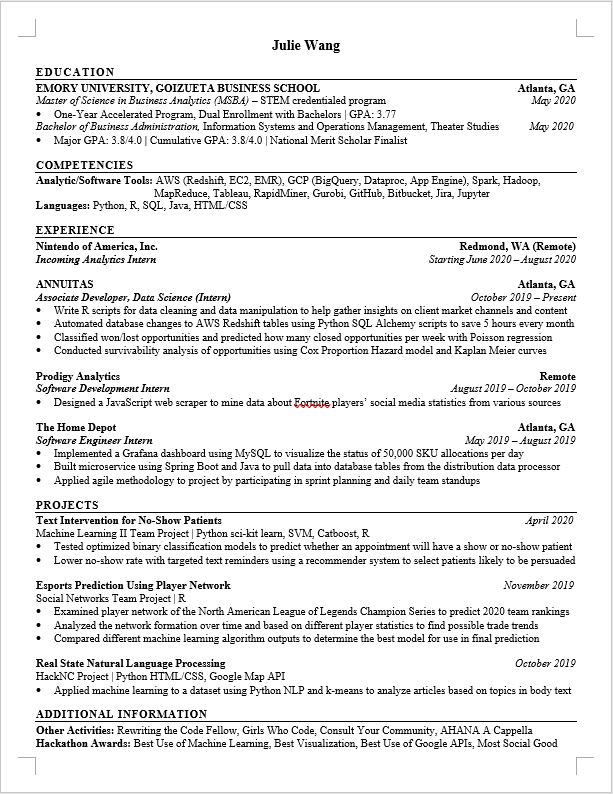 Julie Wang
EDUCATION
EMORY UNIVERSITY, GOIZUETA BUSINESS SCHOOL Atlanta, GA
Master of Science in Business Analytics (MSBA) – STEM credentialed program May 2020
• One-Year Accelerated Program, Dual Enrollment with Bachelors | GPA: 3.77
Bachelor of Business Administration, Information Systems and Operations Management, Theater Studies May 2020
• Major GPA: 3.8/4.0 | Cumulative GPA: 3.8/4.0 | National Merit Scholar Finalist
COMPETENCIES
Analytic/Software Tools: AWS (Redshift, EC2, EMR), GCP (BigQuery, Dataproc, App Engine), Spark, Hadoop,
MapReduce, Tableau, RapidMiner, Gurobi, GitHub, Bitbucket, Jira, Jupyter
Languages: Python, R, SQL, Java, HTML/CSS
EXPERIENCE
Nintendo of America, Inc. Redmond, WA (Remote)
Incoming Analytics Intern Starting June 2020 – August 2020
ANNUITAS Atlanta, GA
Associate Developer, Data Science (Intern) October 2019 – Present
• Write R scripts for data cleaning and data manipulation to help gather insights on client market channels and content
• Automated database changes to AWS Redshift tables using Python SQL Alchemy scripts to save 5 hours every month
• Classified won/lost opportunities and predicted how many closed opportunities per week with Poisson regression
• Conducted survivability analysis of opportunities using Cox Proportion Hazard model and Kaplan Meier curves
Prodigy Analytics Remote
Software Development Intern August 2019 – October 2019
• Designed a JavaScript web scraper to mine data about Fortnite players’ social media statistics from various sources
The Home Depot Atlanta, GA
Software Engineer Intern May 2019 – August 2019
• Implemented a Grafana dashboard using MySQL to visualize the status of 50,000 SKU allocations per day
• Built microservice using Spring Boot and Java to pull data into database tables from the distribution data processor
• Applied agile methodology to project by participating in sprint planning and daily team standups
PROJECTS
Text Intervention for No-Show Patients April 2020
Machine Learning II Team Project | Python sci-kit learn, SVM, Catboost, R
• Tested optimized binary classification models to predict whether an appointment will have a show or no-show patient
• Lower no-show rate with targeted text reminders using a recommender system to select patients likely to be persuaded
Esports Prediction Using Player Network November 2019
Social Networks Team Project | R
• Examined player network of the North American League of Legends Champion Series to predict 2020 team rankings
• Analyzed the network formation over time and based on different player statistics to find possible trade trends
• Compared different machine learning algorithm outputs to determine the best model for use in final prediction
Real State Natural Language Processing October 2019
HackNC Project | Python HTML/CSS, Google Map API
• Applied machine learning to a dataset using Python NLP and k-means to analyze articles based on topics in body text
ADDITIONAL INFORMATION
Other Activities: Rewriting the Code Fellow, Girls Who Code, Consult Your Community, AHANA A Cappella
Hackathon Awards: Best Use of Machine Learning, Best Visualization, Best Use of Google APIs, Most Social Good